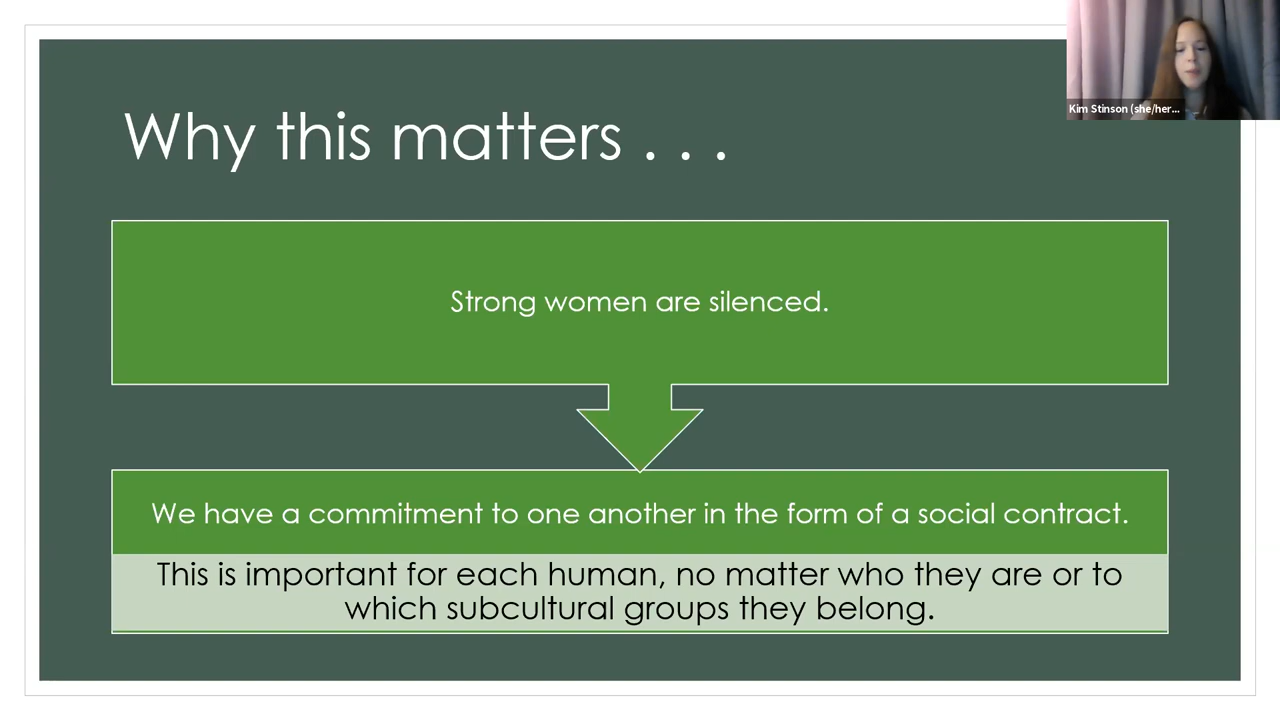 Kim Stinson (she/her...
Why this matters . . .
Strong women are silenced.
We have a commitment to one another in the form of a social contract.
This is important for each human, no matter who they are or to
which subcultural groups they belong.